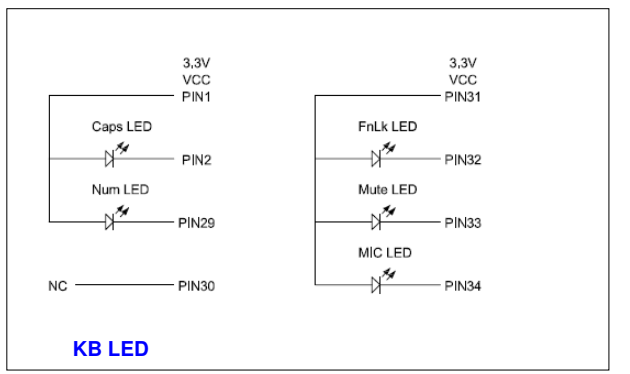 3,3V
VCC
PIN1
Caps LED
PIN2
Num LED
PIN29
NC
PIN30
KB LED
3,3V
VCC
PIN31
FnLk LED
PIN32
Mute LED
PIN33
MIC LED
PIN34